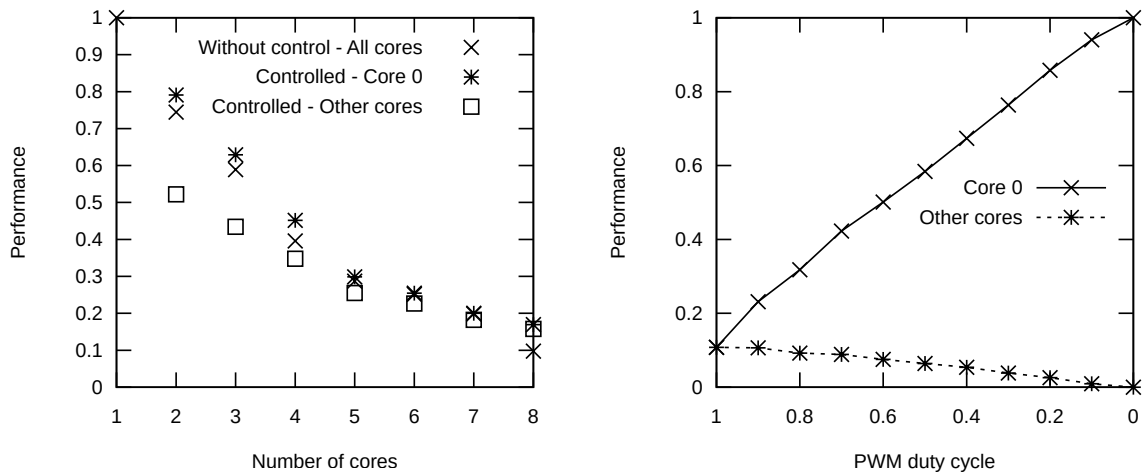 1
0.9
0.8
0.7
0.6
0.5
0.4
0.3
0.2
0.1
0
1 2 3 4 5 6 7 8
Performance
Number of cores
Without control - All cores
Controlled - Core 0
Controlled - Other cores
1
0.8
0.6
0.4
0.2
0
1 0.8 0.6 0.4 0.2 0
Performance
PWM duty cycle
Core 0
Other cores